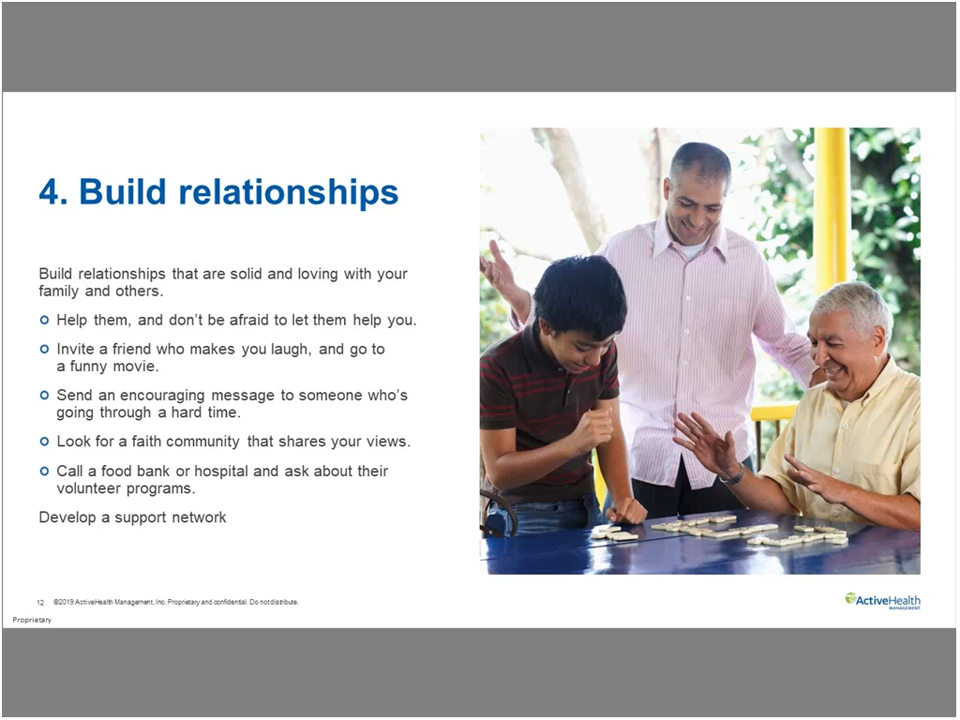 4. Build relationships
Build relationships that are solid and loving with your
family and others.
Help them, and don’t be afraid to let them help you.
Invite a friend who makes you laugh, and go to
a funny movie.
Send an encouraging message to someone who’s
going through a hard time.
Look for a faith community that shares your views.
Call a food bank or hospital and ask about their
volunteer programs.
Develop a support network
12 ©2019 ActiveHealth Management, Inc. Proprietary and confidential. Do not distribute.
ActiveHealth
MANAGEMENT
Proprietary